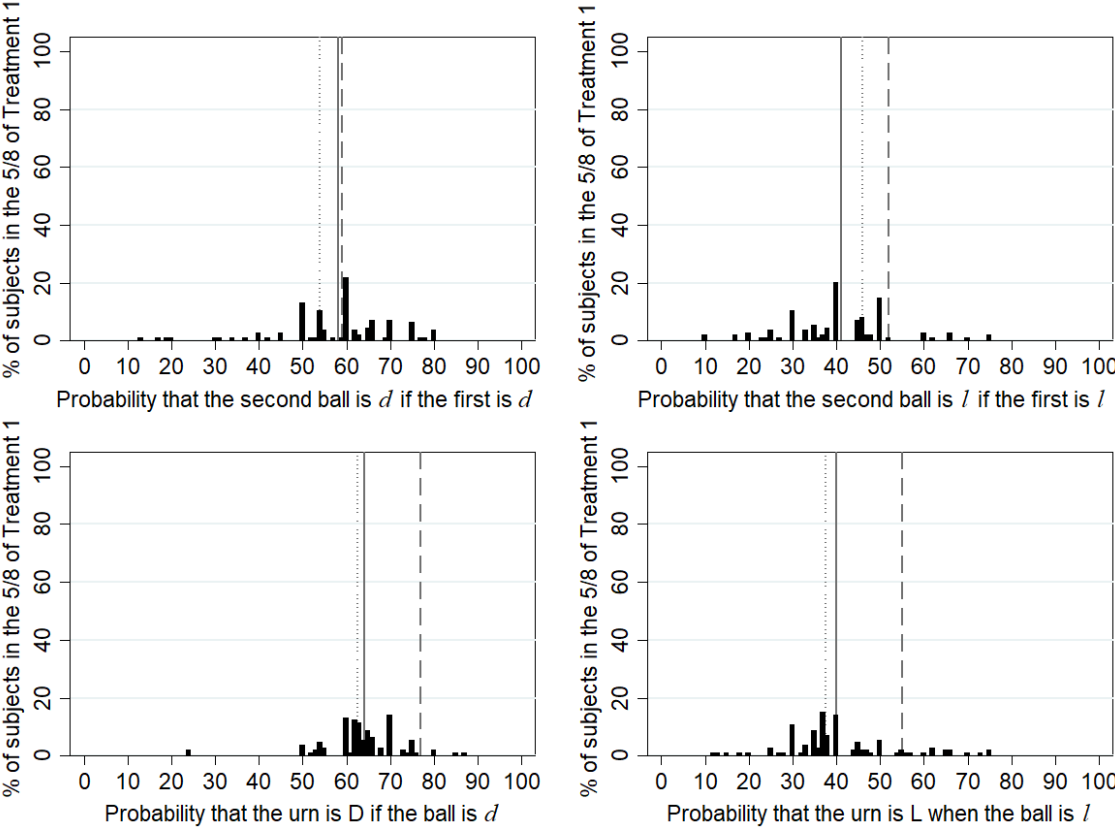 % of subjects in the 5/8 of Treatment 1
100
80
60
40
20
0
0 10 20 30 40 50 60 70 80 90 100
Probability that the second ball is d if the first is d
% of subjects in the 5/8 of Treatment 1
100
80
60
40
20
0
0 10 20 30 40 50 60 70 80 90 100
Probability that the second ball is l if the first is l
% of subjects in the 5/8 of Treatment 1
100
80
60
40
20
0
0 10 20 30 40 50 60 70 80 90 100
Probability that the urn is D if the ball is d
% of subjects in the 5/8 of Treatment 1
100
80
60
40
20
0
0 10 20 30 40 50 60 70 80 90 100
Probability that the urn is L when the ball is l